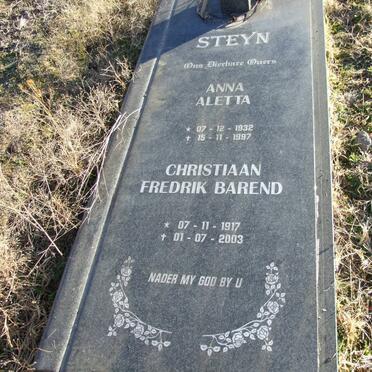 STEYN
Ons Dierbare Ouers
ANNA
ALETTA
* 07 - 12 - 1932
+ 15 - 11 - 1997
CHRISTIAAN
FREDRIK BAREND
* 07 - 11 - 1917
+ 01 - 07 - 2003
NADER MY GOD BY U